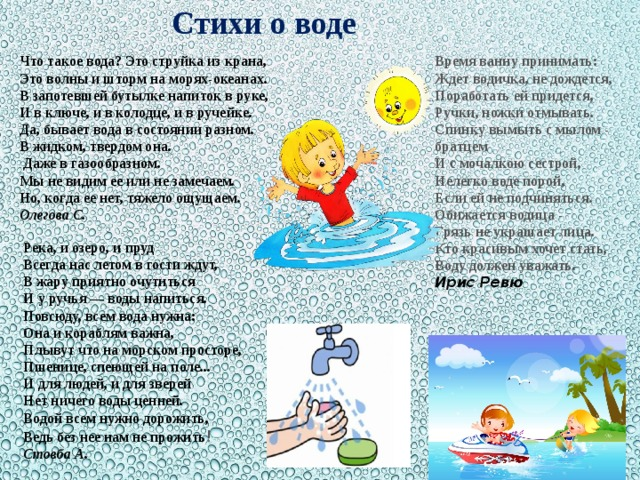 Стихи о воде
Что такое вода? Это струйка из крана,
Это волны и шторм на морях-океанах.
В запотевшей бутылке напиток в руке,
И в ключе, и в колодце, и в ручейке.
Да, бывает вода в состоянии разном.
В жидком, твердом она.
Даже в газообразном.
Мы не видим ее или не замечаем.
Но, когда ее нет, тяжело ощущаем.
Олегова С.
Река, и озеро, и пруд
Всегда нас летом в гости ждут,
В жару приятно очутиться
И у ручья — воды напиться.
Повсюду, всем вода нужна:
Она и кораблям важна,
Плывут что на морском просторе,
Пшенице, спеющей на поле...
И для людей, и для зверей
Нет ничего воды ценней.
Водой всем нужно дорожить,
Ведь без нее нам не прожить!
Стовба А.
Время ванну принимать:
Ждет водичка, не дождется,
Поработать ей придется,
Ручки, ножки отмывать.
Спинку вымыть с мылом
братцем
И с мочалкою сестрой,
Нелегко воде порой,
Если ей не подчиняться.
Обижается водица -
Грязь не украшает лица,
Кто красивым хочет стать,
Воду должен уважать.
Ирис Ревю